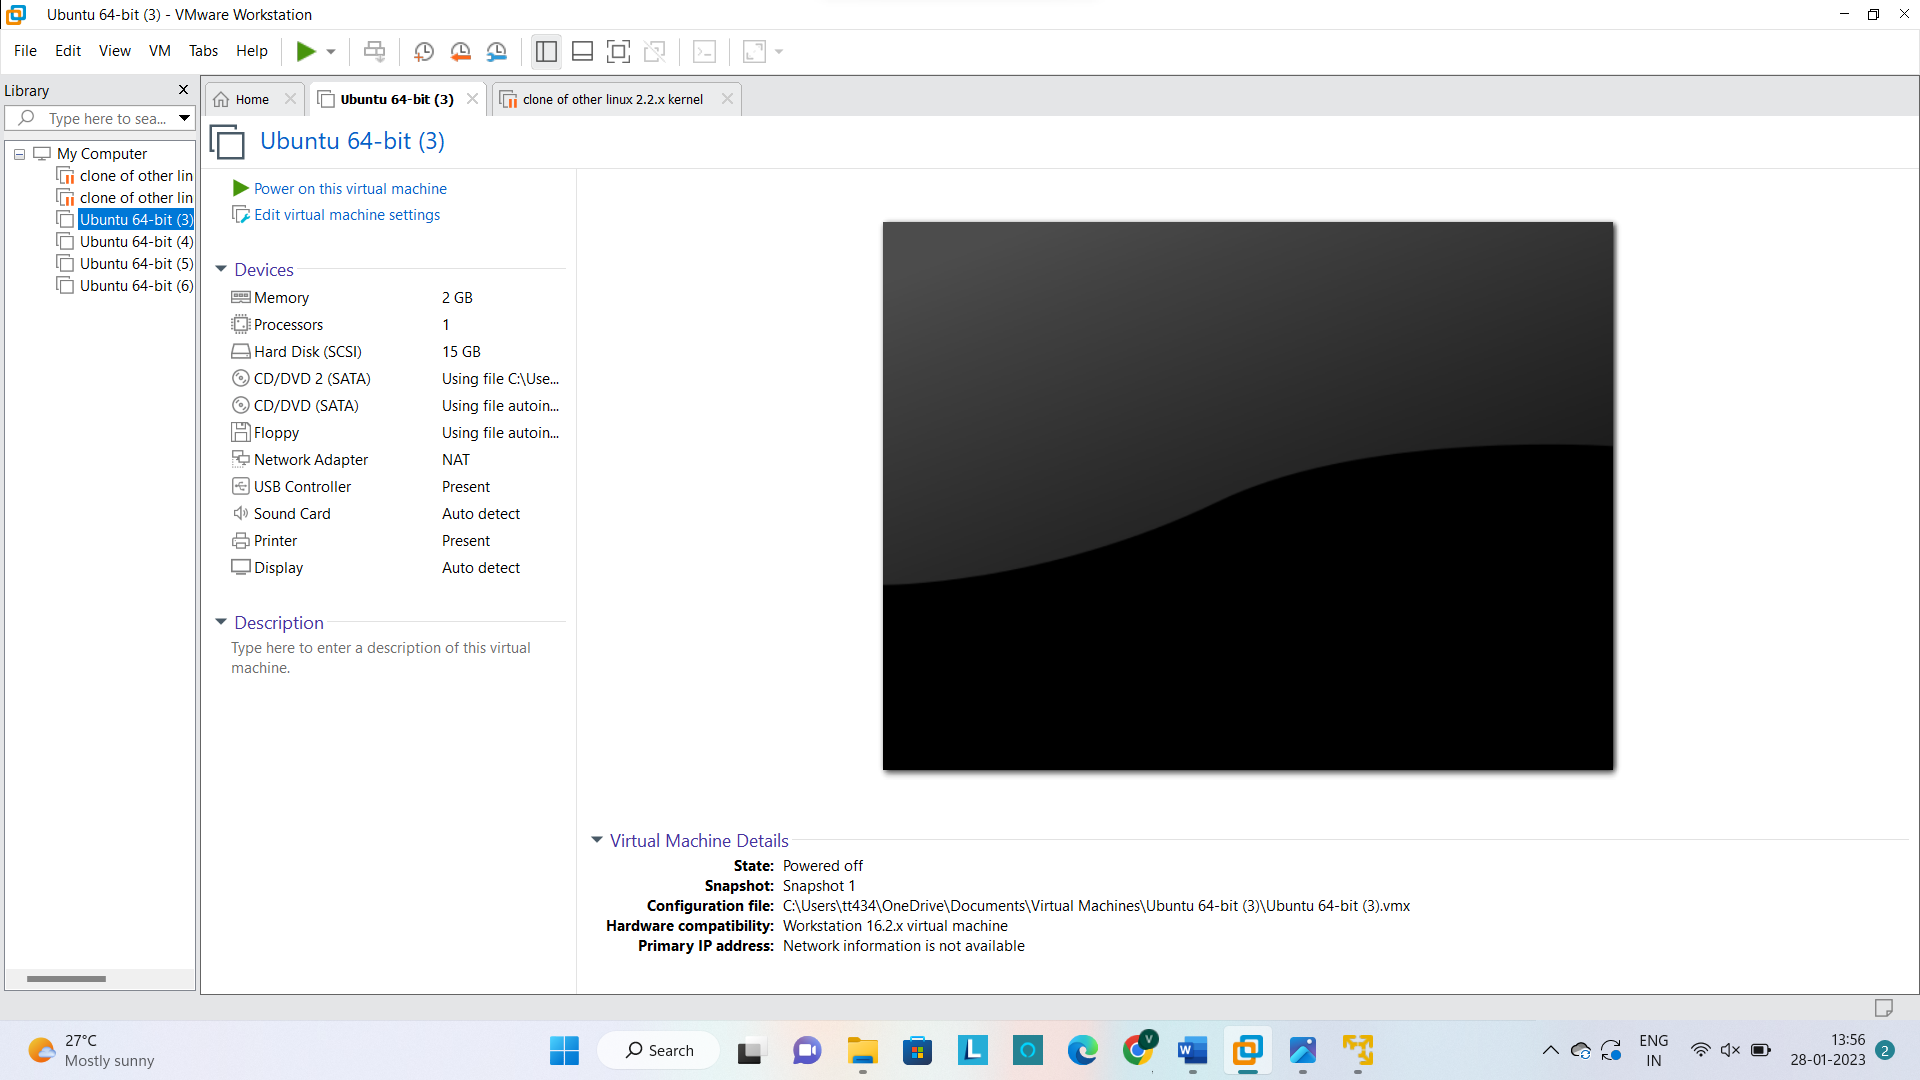 Ubuntu 64-bit (3) - VMware Workstation
File Edit View VM Tabs Help
Library
Type here to sea...
My Computer
clone of other lin
clone of other lin
Ubuntu 64-bit (3)
Ubuntu 64-bit (4)
Ubuntu 64-bit (5)
Ubuntu 64-bit (6)
Home
Ubuntu 64-bit (3)
clone of other linux 2.2.x kernel
Ubuntu 64-bit (3)
Power on this virtual machine
Edit virtual machine settings
Devices
Memory 2 GB
Processors 1
Hard Disk (SCSI) 15 GB
CD/DVD 2 (SATA) Using file C:\Use...
CD/DVD (SATA) Using file autoin...
Floppy Using file autoin...
Network Adapter NAT
USB Controller Present
Sound Card Auto detect
Printer Present
Display Auto detect
Description
Type here to enter a description of this virtual
machine.
Virtual Machine Details
State: Powered off
Snapshot: Snapshot 1
Configuration file: C:\Users\tt434\OneDrive\Documents\Virtual Machines\Ubuntu 64-bit (3)\Ubuntu 64-bit (3).vmx
Hardware compatibility: Workstation 16.2.x virtual machine
Primary IP address: Network information is not available
27°C
Mostly sunny
Search
L
V
W
ENG
IN
13:56
28-01-2023
2